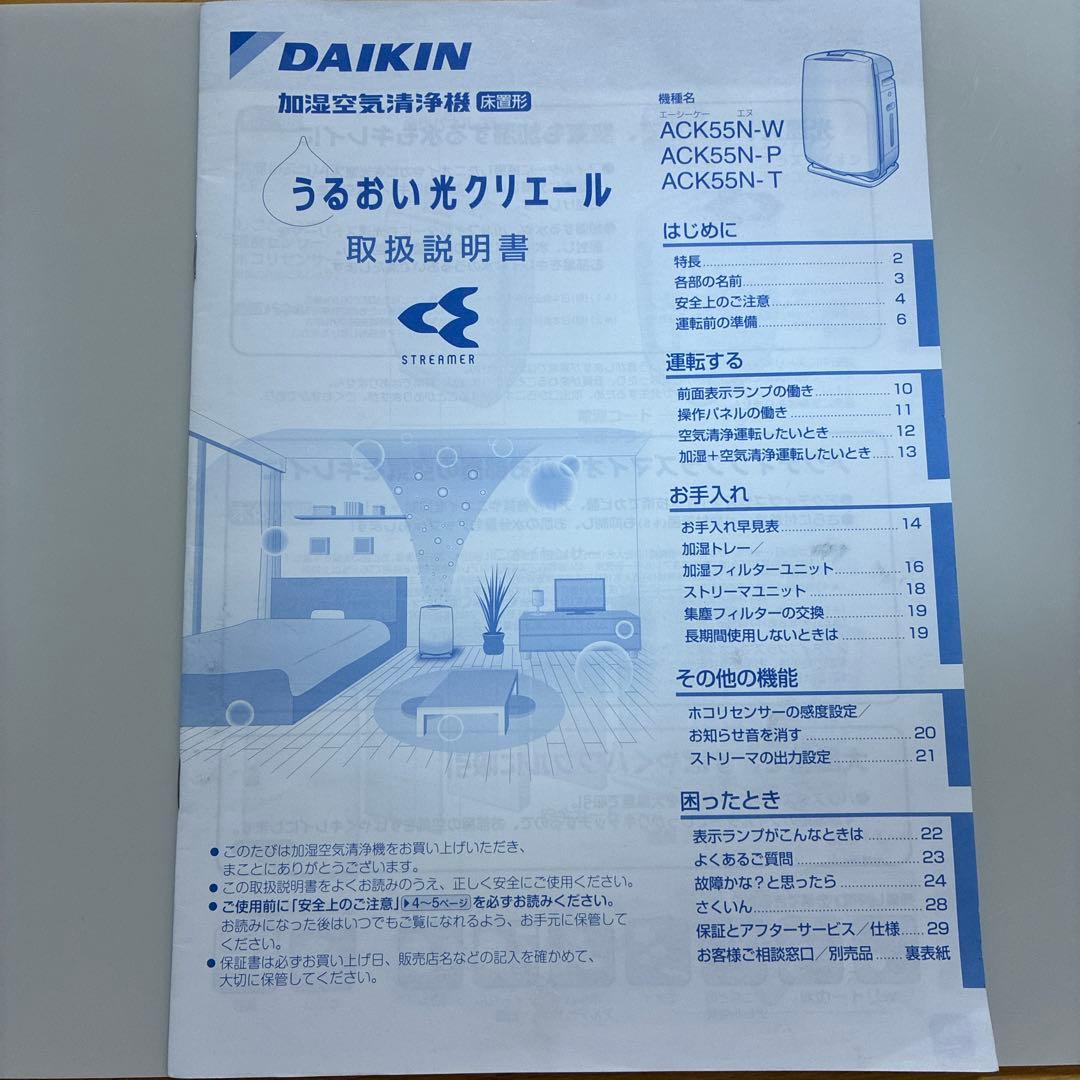 DAIKIN
加湿空気清浄機 床置形
うるおい光クリエール
取扱説明書
STREAMER
機種名
エーシーケー エヌ
ACK55N-W
ACK55N-P
ACK55N-T
はじめに
特長 2
各部の名前 3
安全上のご注意 4
運転前の準備 6
運転する
前面表示ランプの働き 10
操作パネルの働き 11
空気清浄運転したいとき 12
加湿+空気清浄運転したいとき 13
お手入れ
お手入れ早見表 14
加湿トレー/
加湿フィルターユニット 16
ストリーマユニット 18
集塵フィルターの交換 19
長期間使用しないときは 19
その他の機能
ホコリセンサーの感度設定/
お知らせ音を消す 20
ストリーマの出力設定 21
困ったとき
表示ランプがこんなときは 22
よくあるご質問 23
故障かな?と思ったら 24
さくいん 28
保証とアフターサービス/仕様 29
お客様ご相談窓口/別売品 裏表紙
●このたびは加湿空気清浄機をお買い上げいただき、
まことにありがとうございます。
●この取扱説明書をよくお読みのうえ、正しく安全にご使用ください。
●ご使用前に「安全上のご注意」▶4〜5ページを必ずお読みください。
お読みになった後はいつでもご覧になれるよう、お手元に保管して
ください。
●保証書は必ずお買い上げ日、販売店名などの記入を確かめて、
大切に保管してください。